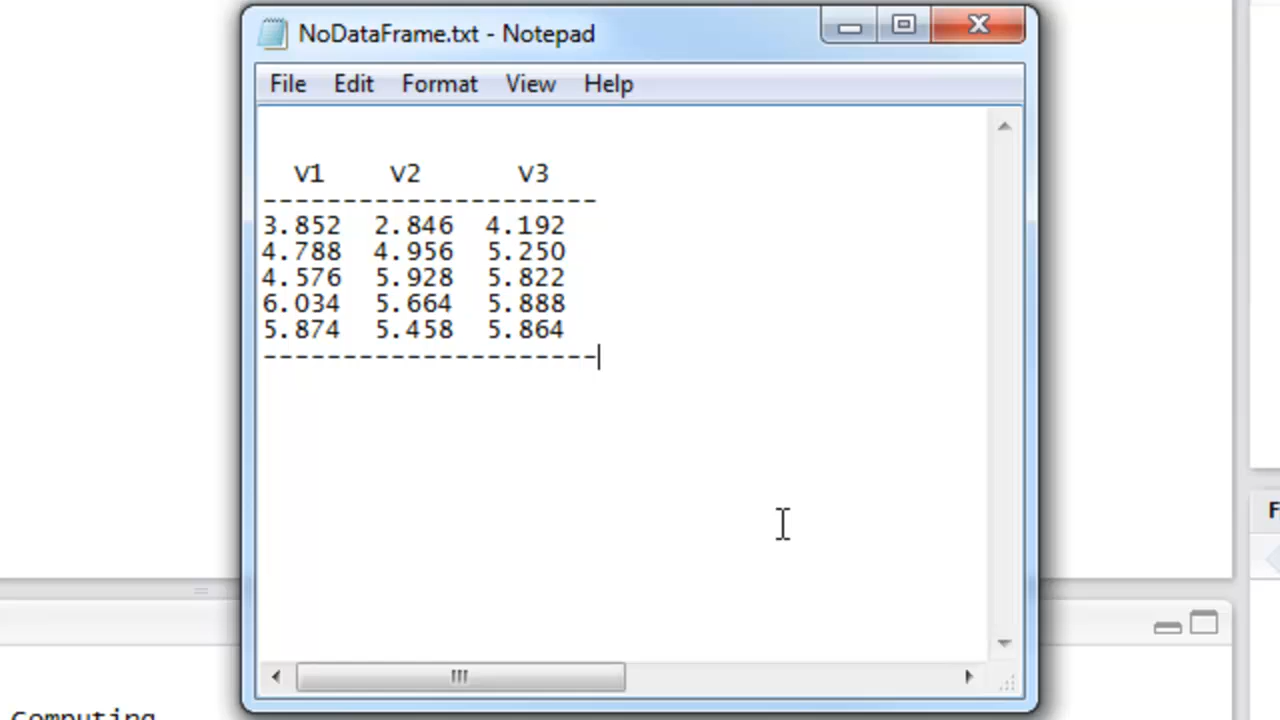 NoDataFrame.txt - Notepad
File Edit Format View Help
v1 v2 v3
---------------------
3.852 2.846 4.192
4.788 4.956 5.250
4.576 5.928 5.822
6.034 5.664 5.888
5.874 5.458 5.864
---------------------
F
Computing